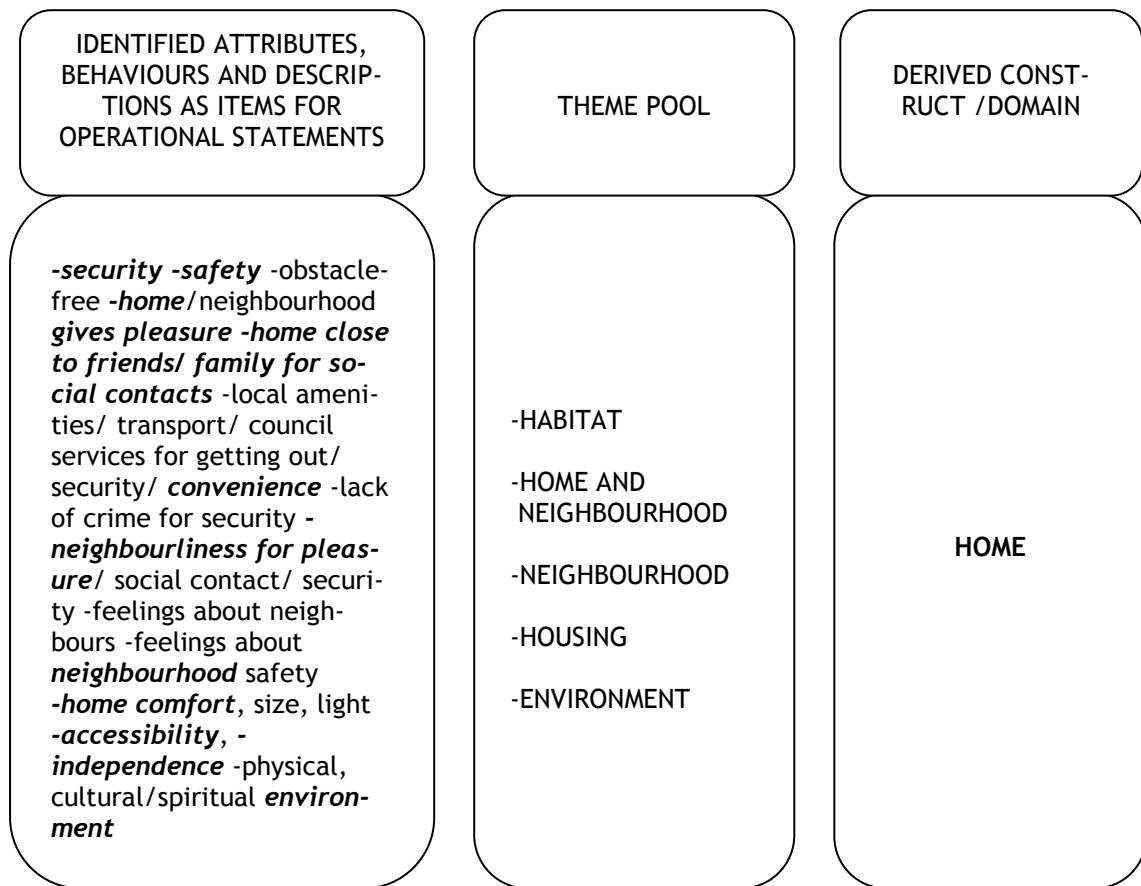 IDENTIFIED ATTRIBUTES,
BEHAVIOURS AND DESCRIP-
TIONS AS ITEMS FOR
OPERATIONAL STATEMENTS
THEME POOL
DERIVED CONST-
RUCT /DOMAIN
-security -safety -obstacle-
free -home/neighbourhood
gives pleasure -home close
to friends/ family for so-
cial contacts -local ameni-
ties/ transport/ council
services for getting out/
security/ convenience -lack
of crime for security -
neighbourliness for pleas-
ure/ social contact/ securi-
ty -feelings about neigh-
bours -feelings about
neighbourhood safety
-home comfort, size, light
-accessibility, -
independence -physical,
cultural/spiritual environ-
ment
-HABITAT
-HOME AND
NEIGHBOURHOOD
-NEIGHBOURHOOD
-HOUSING
-ENVIRONMENT
HOME